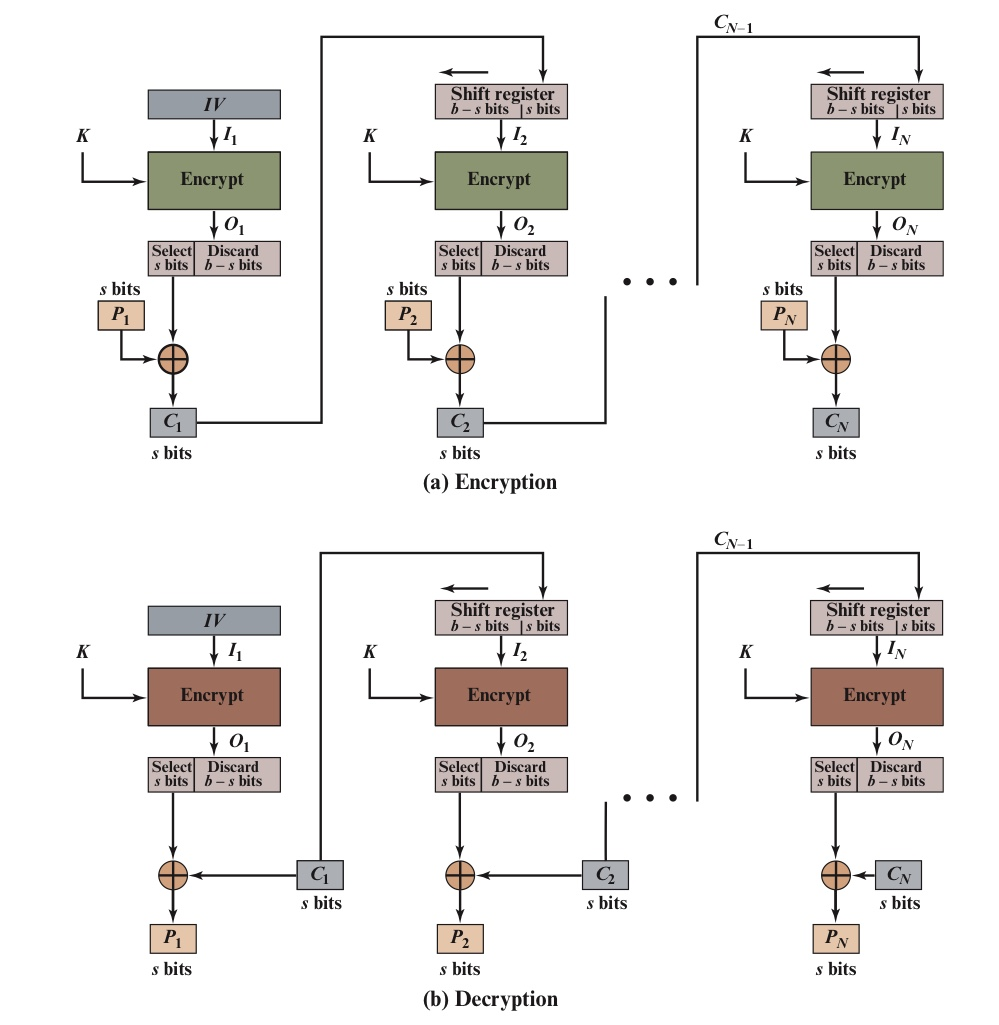 C_{N–1}
Shift register
b – s bits | s bits
Shift register
b – s bits | s bits
IV
K
I_1
K
I_2
K
I_N
Encrypt
Encrypt
Encrypt
O_1
O_2
O_N
Select Discard
s bits b – s bits
Select Discard
s bits b – s bits
Select Discard
s bits b – s bits
s bits
P_1
s bits
P_2
s bits
P_N
C_1
s bits
C_2
s bits
C_N
s bits
(a) Encryption
C_{N–1}
Shift register
b – s bits | s bits
Shift register
b – s bits | s bits
IV
K
I_1
K
I_2
K
I_N
Encrypt
Encrypt
Encrypt
O_1
O_2
O_N
Select Discard
s bits b – s bits
Select Discard
s bits b – s bits
Select Discard
s bits b – s bits
C_1
s bits
C_2
s bits
C_N
s bits
P_1
s bits
P_2
s bits
P_N
s bits
(b) Decryption